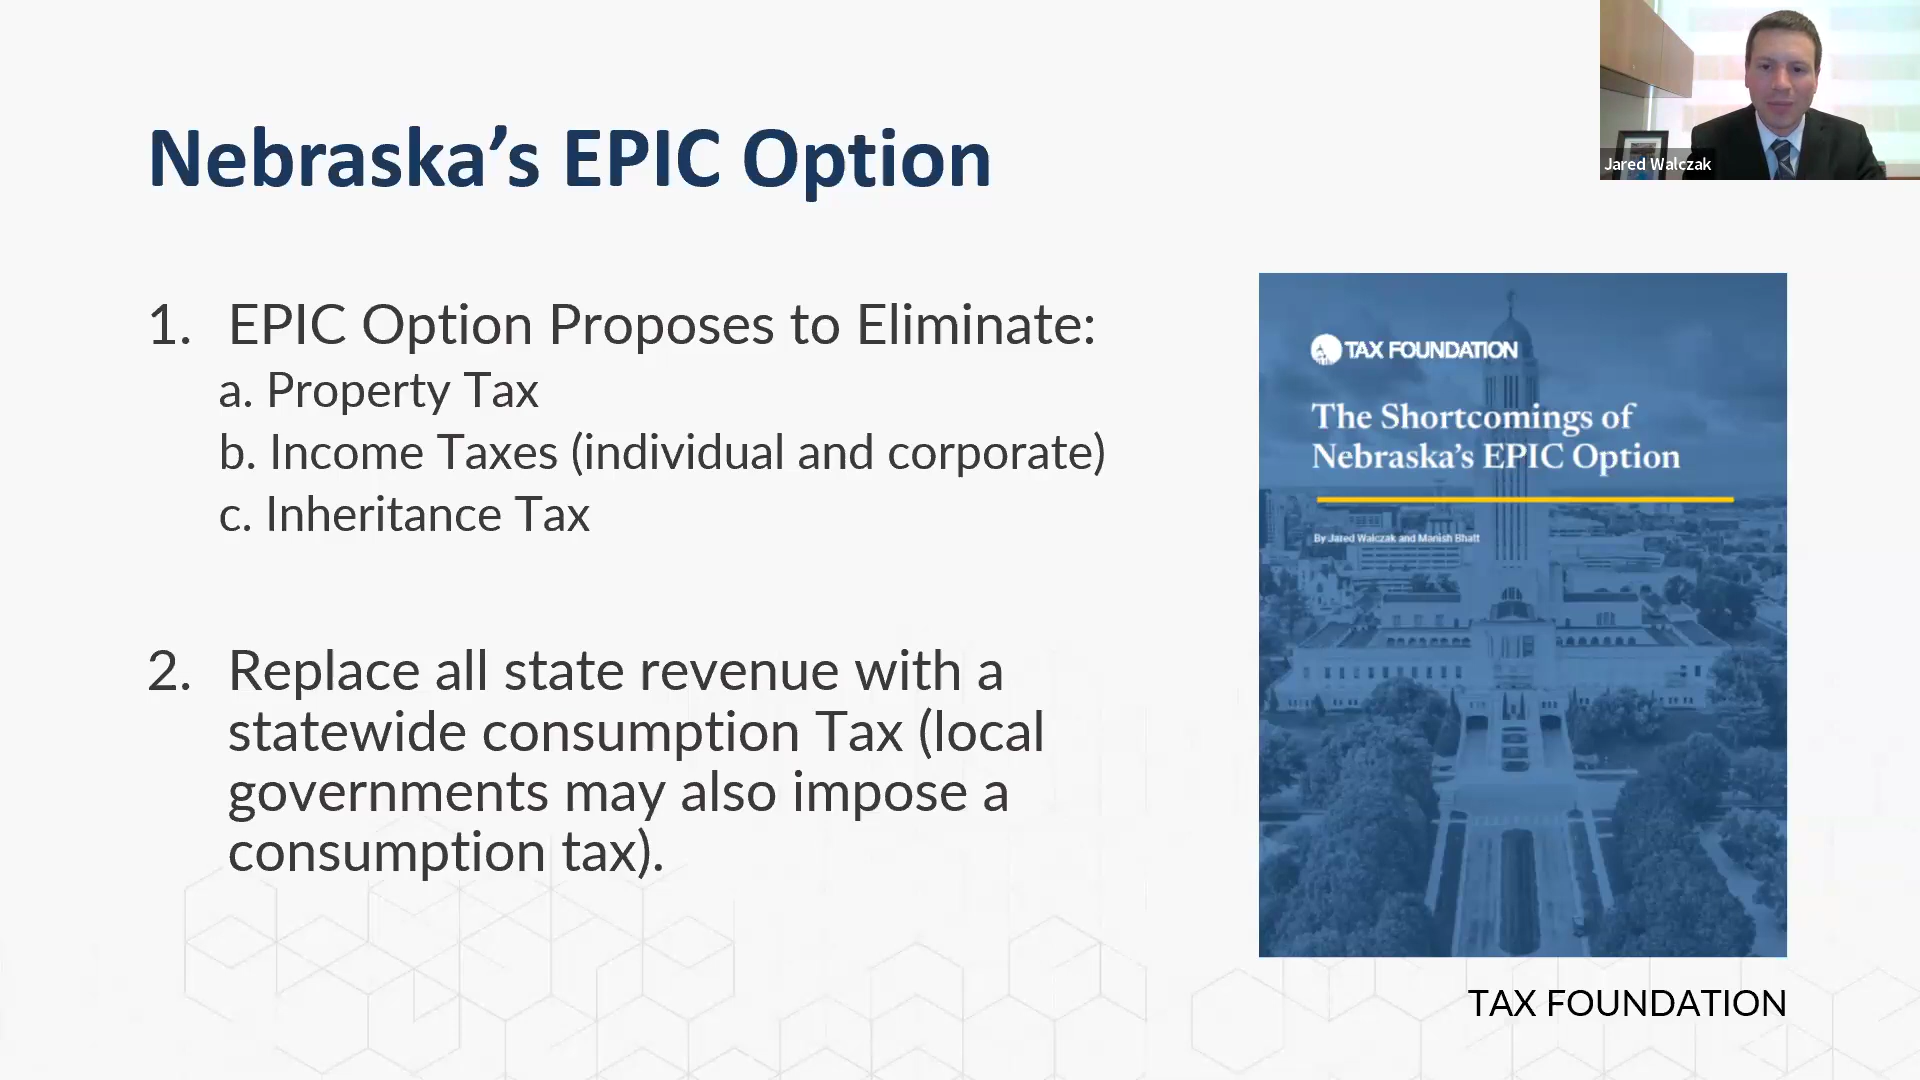 Nebraska’s EPIC Option
Jared Walczak
1. EPIC Option Proposes to Eliminate:
a. Property Tax
b. Income Taxes (individual and corporate)
c. Inheritance Tax
2. Replace all state revenue with a
statewide consumption Tax (local
governments may also impose a
consumption tax).
TAX FOUNDATION
The Shortcomings of
Nebraska’s EPIC Option
By Jared Walczak and Manish Bhatt
TAX FOUNDATION